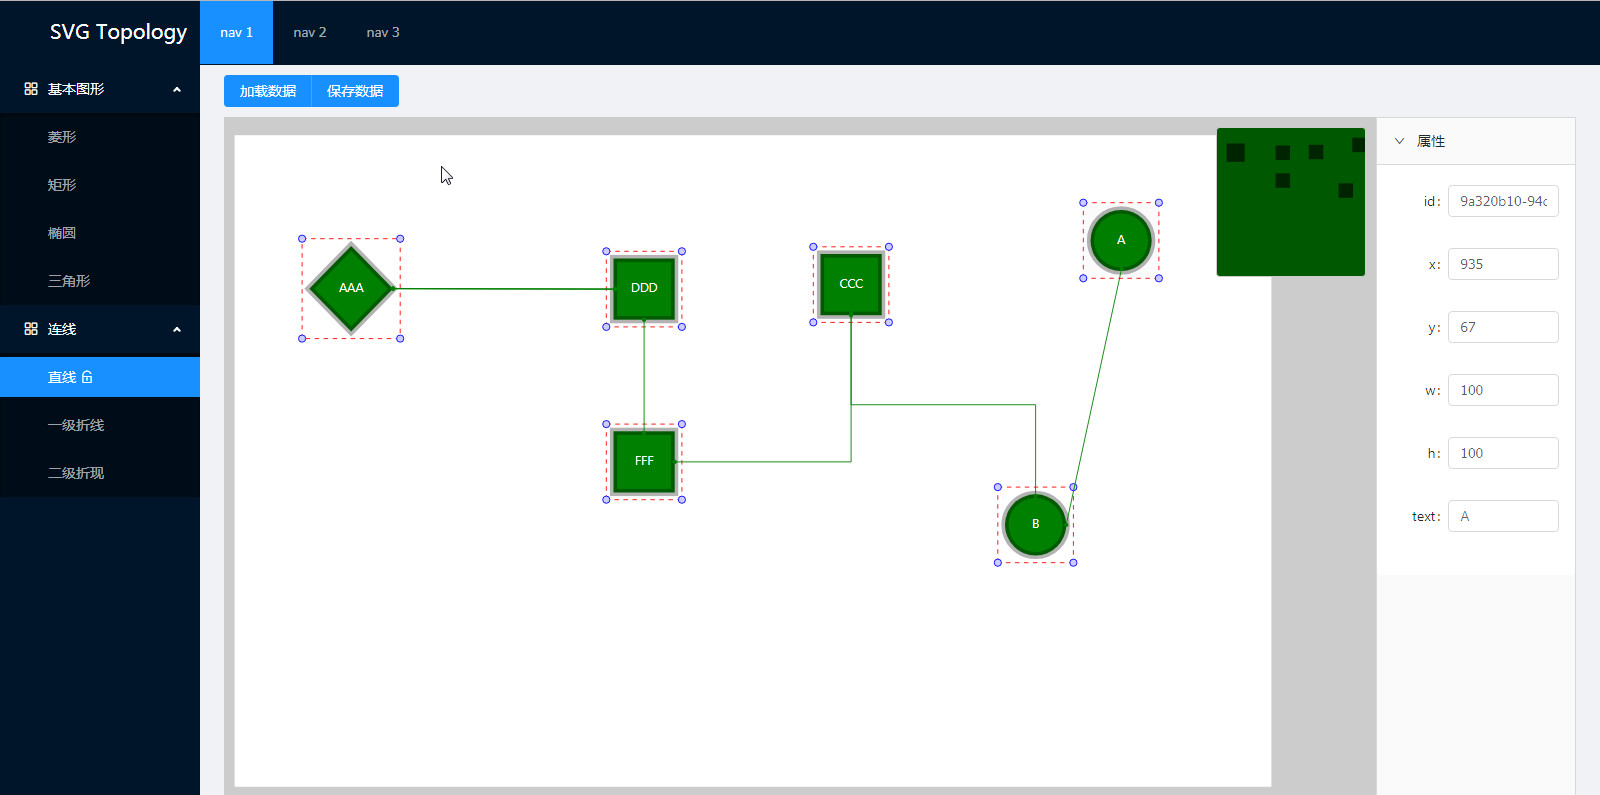 SVG Topology
nav 1
nav 2
nav 3
基本图形
菱形
矩形
椭圆
三角形
连线
直线
一级折线
二级折现
加载数据
保存数据
AAA
DDD
CCC
A
FFF
B
属性
id: 9a320b10-94c
x: 935
y: 67
w: 100
h: 100
text: A